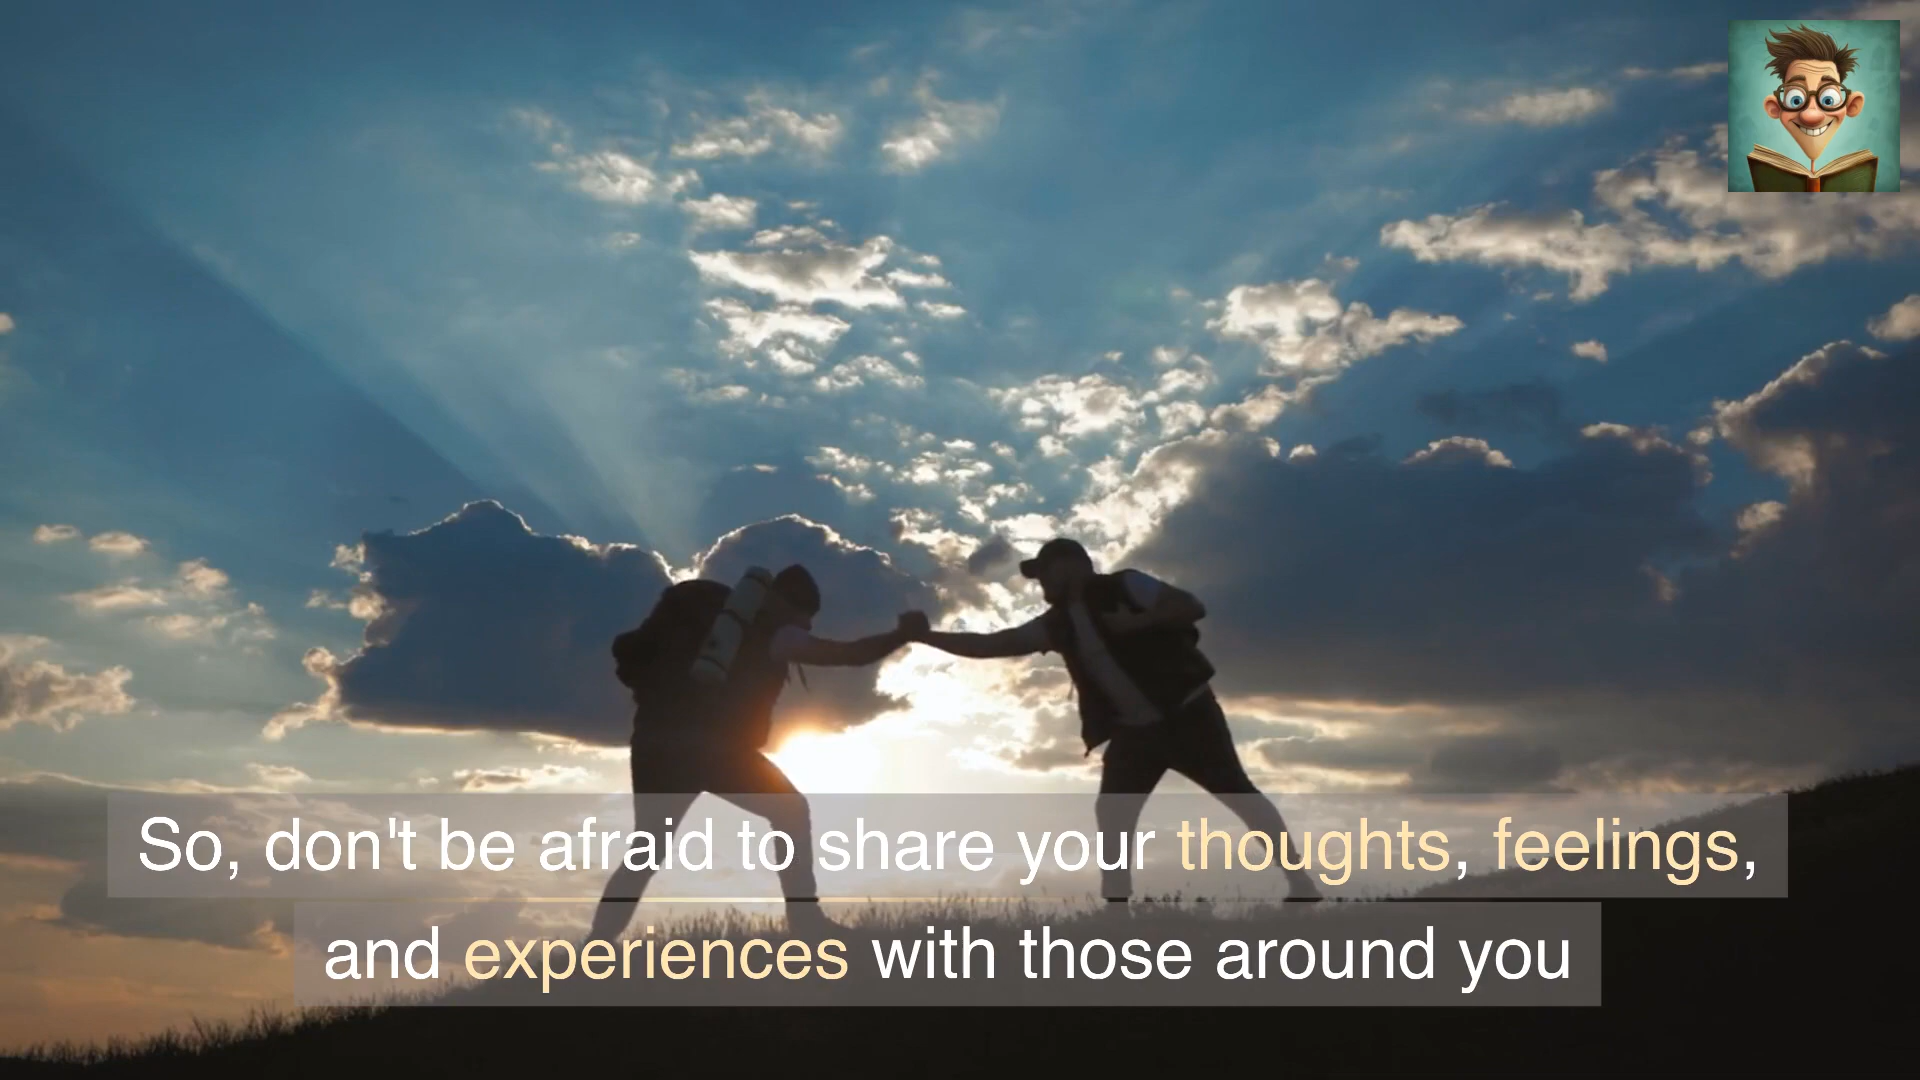 So, don't be afraid to share your thoughts, feelings,
and experiences with those around you